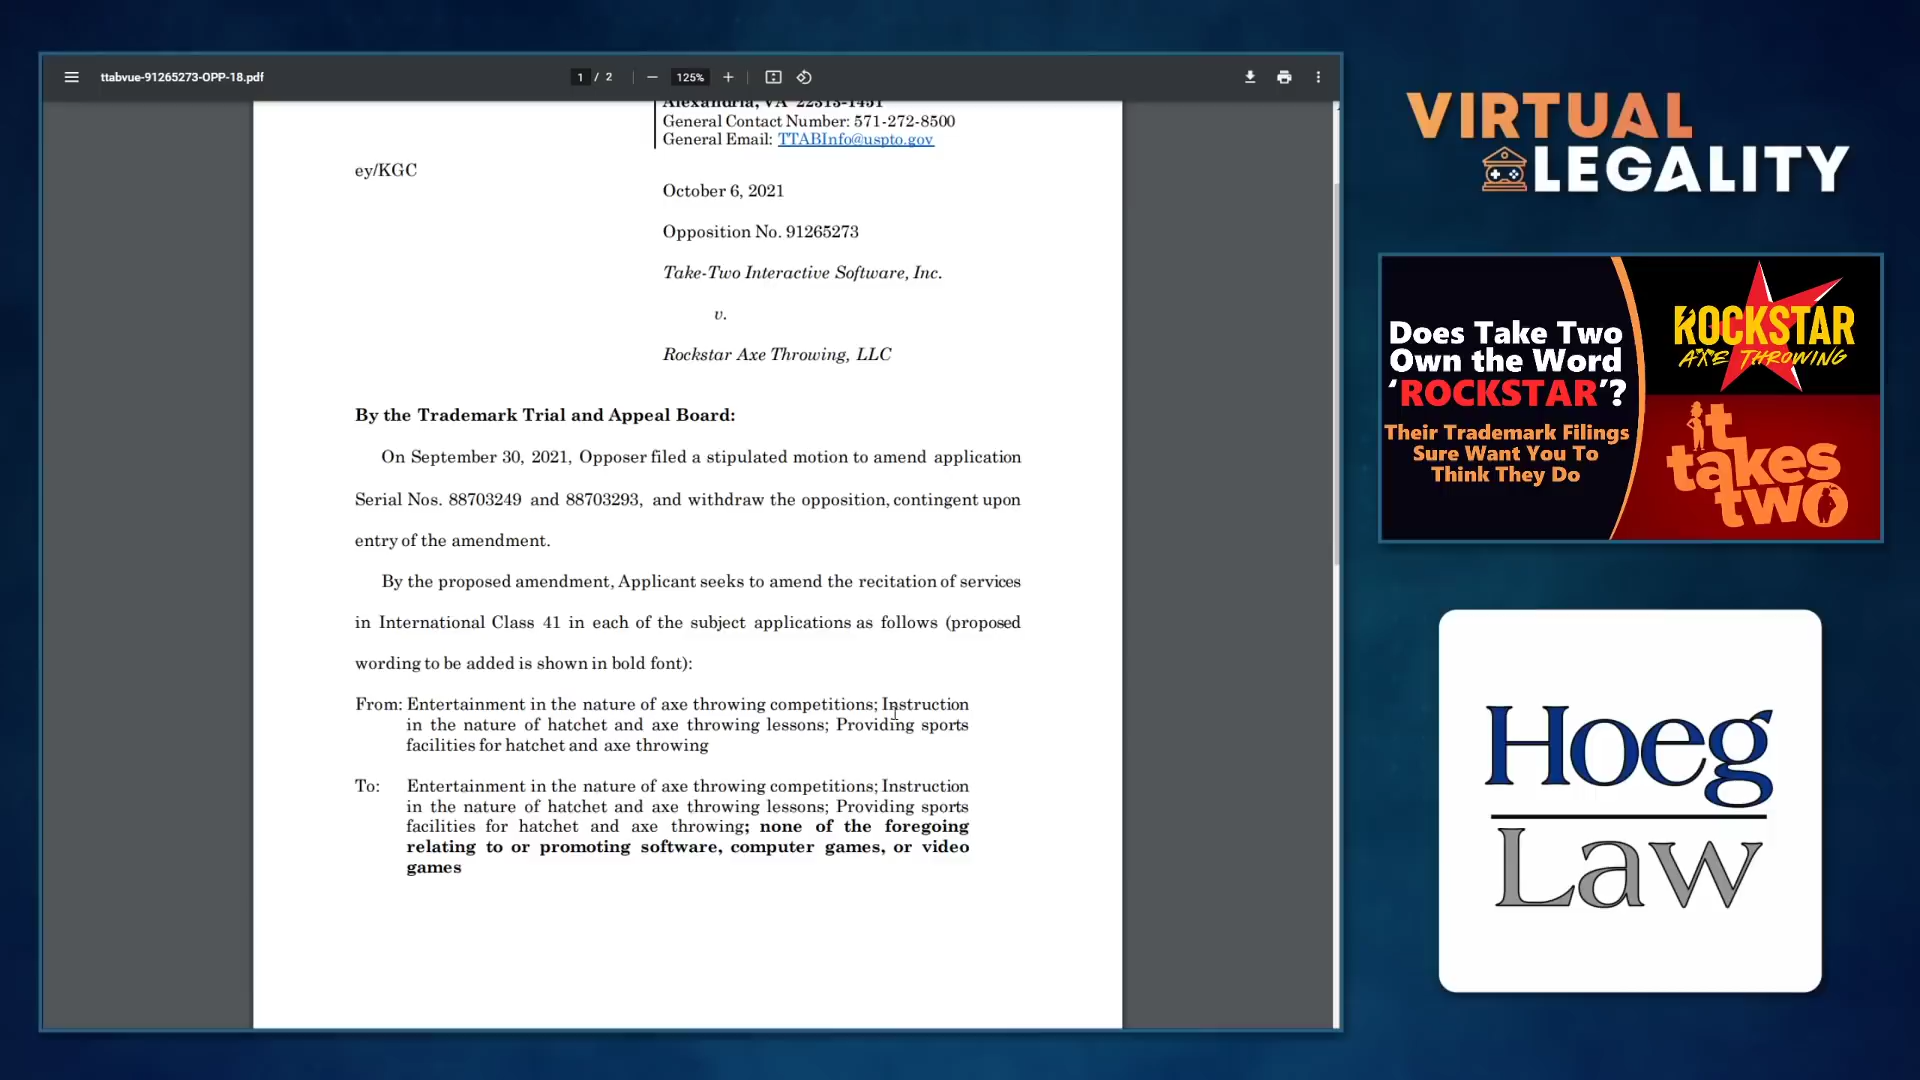 ttabvue-91265273-OPP-18.pdf
1 / 2
125%
Alexandria, VA 22313-1451
General Contact Number: 571-272-8500
General Email: TTABInfo@uspto.gov
ey/KGC
October 6, 2021
Opposition No. 91265273
Take-Two Interactive Software, Inc.
v.
Rockstar Axe Throwing, LLC
By the Trademark Trial and Appeal Board:
On September 30, 2021, Opposer filed a stipulated motion to amend application
Serial Nos. 88703249 and 88703293, and withdraw the opposition, contingent upon
entry of the amendment.
By the proposed amendment, Applicant seeks to amend the recitation of services
in International Class 41 in each of the subject applications as follows (proposed
wording to be added is shown in bold font):
From: Entertainment in the nature of axe throwing competitions; Instruction
in the nature of hatchet and axe throwing lessons; Providing sports
facilities for hatchet and axe throwing
To: Entertainment in the nature of axe throwing competitions; Instruction
in the nature of hatchet and axe throwing lessons; Providing sports
facilities for hatchet and axe throwing; none of the foregoing
relating to or promoting software, computer games, or video
games
VIRTUAL
LEGALITY
Does Take Two
Own the Word
‘ROCKSTAR’?
Their Trademark Filings
Sure Want You To
Think They Do
ROCKSTAR
AXE THROWING
it
takes
two
Hoeg
Law